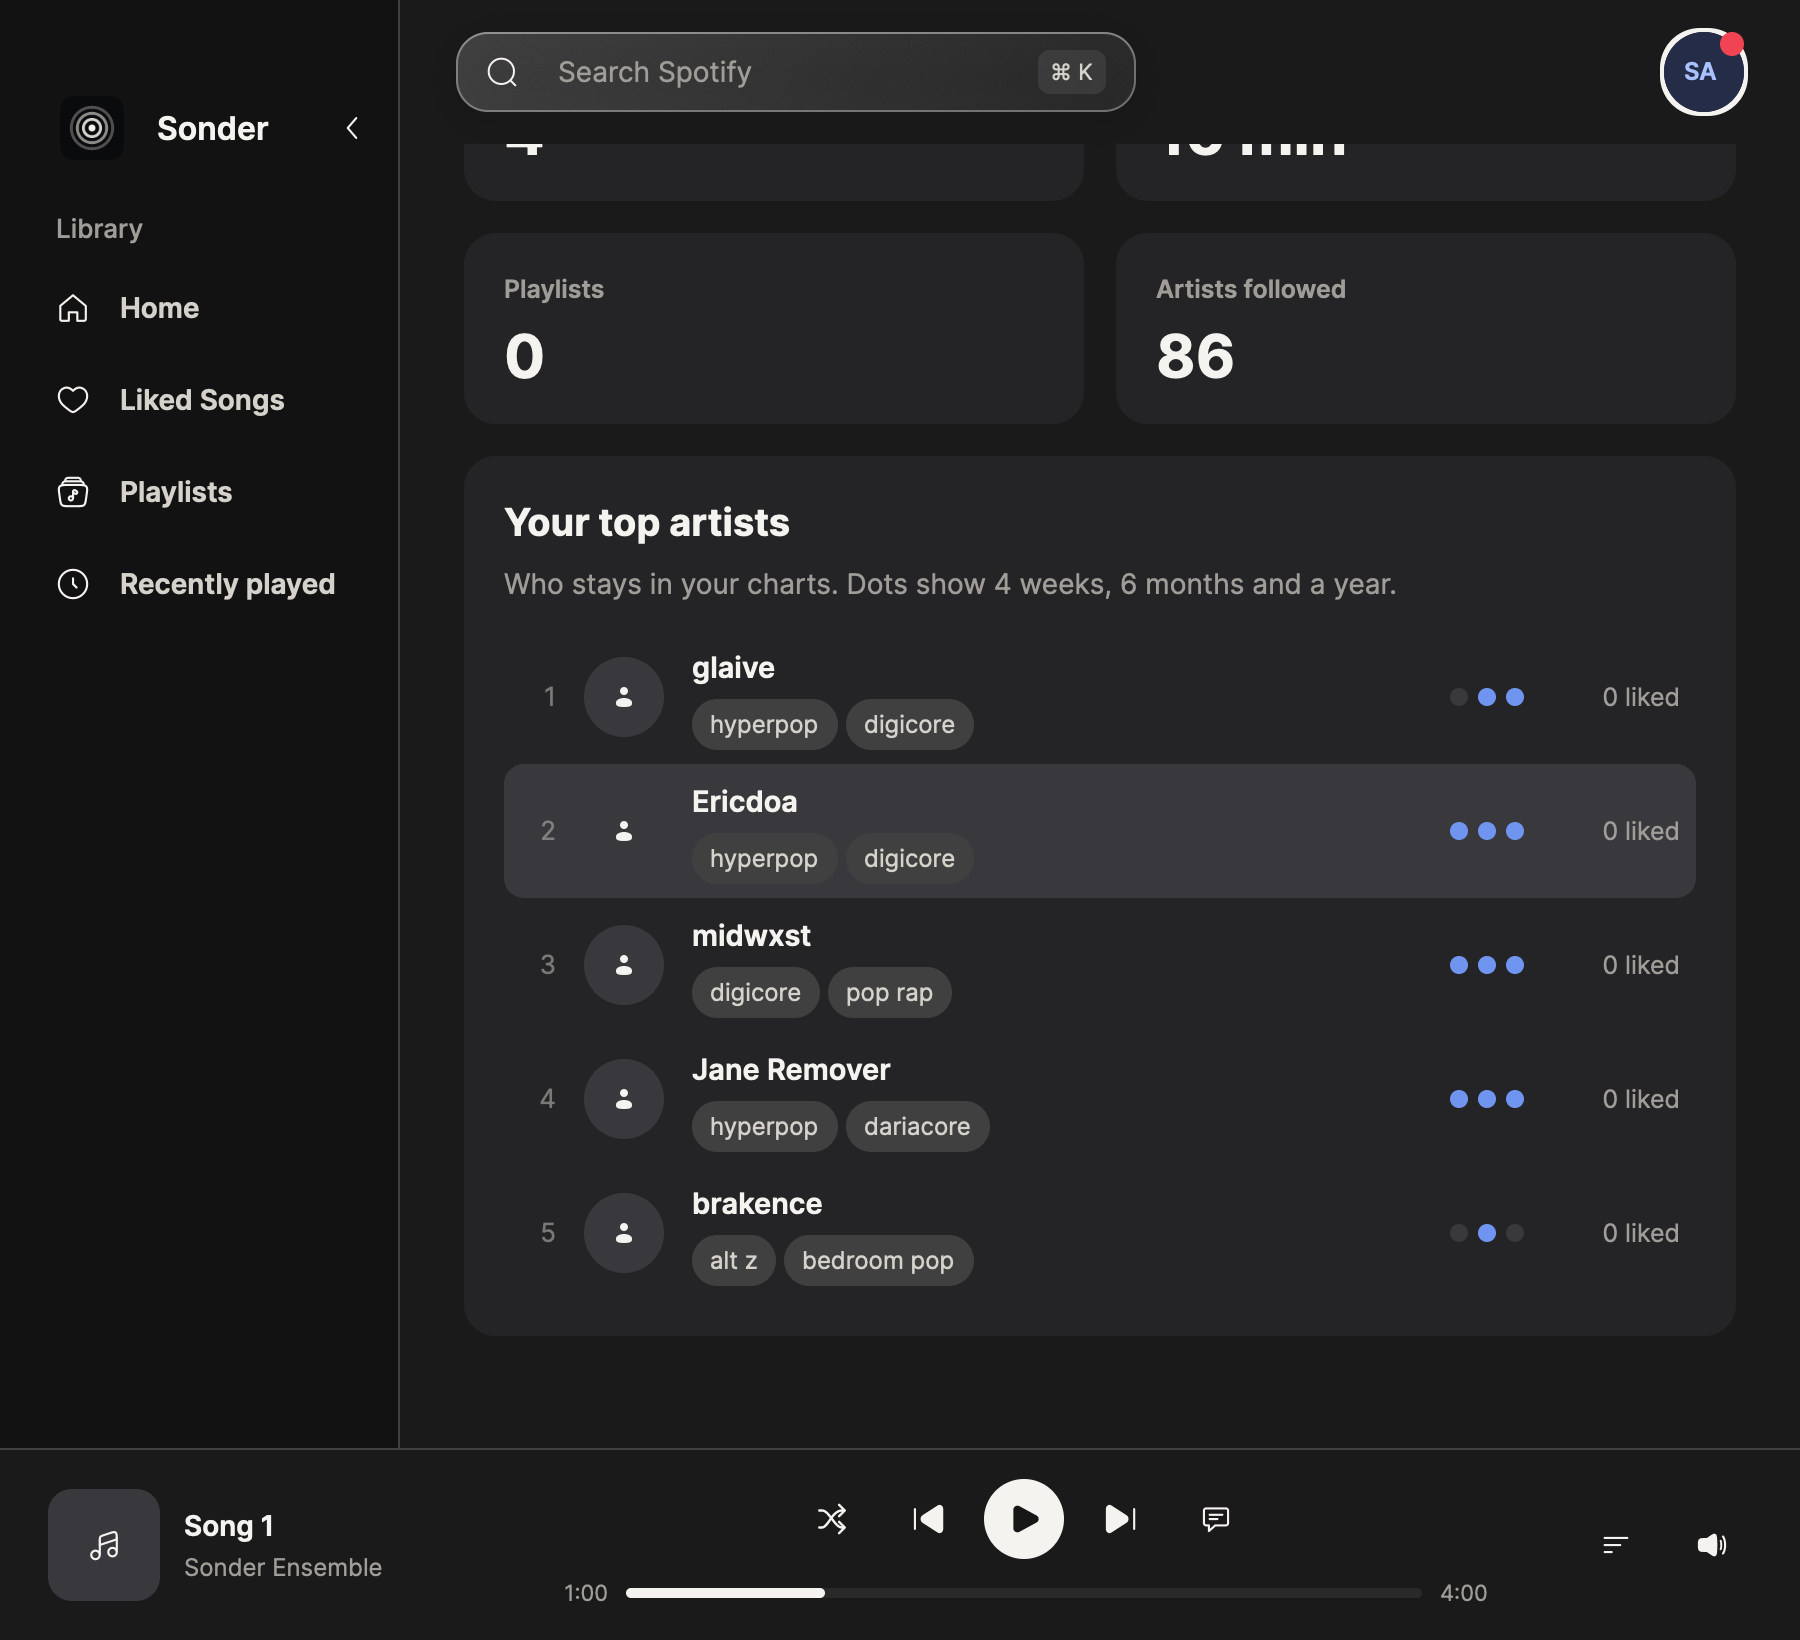 Search Spotify
⌘ K
SA
Sonder
Library
Home
Liked Songs
Playlists
Recently played
4
Playlists
0
Artists followed
86
Your top artists
Who stays in your charts. Dots show 4 weeks, 6 months and a year.
1
glaive
hyperpop digicore
0 liked
2
Ericdoa
hyperpop digicore
0 liked
3
midwxst
digicore pop rap
0 liked
4
Jane Remover
hyperpop dariacore
0 liked
5
brakence
alt z bedroom pop
0 liked
Song 1
Sonder Ensemble
1:00
4:00